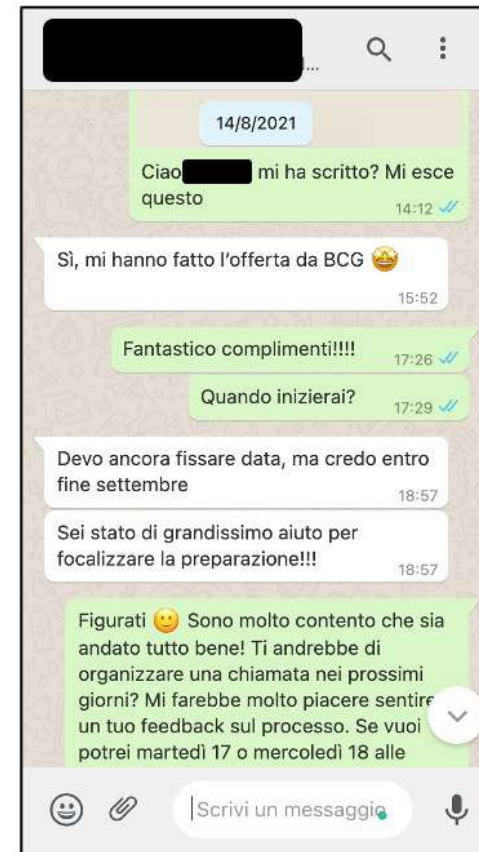 ...
14/8/2021
Ciao mi ha scritto? Mi esce
questo
14:12
Sì, mi hanno fatto l'offerta da BCG 🤩
15:52
Fantastico complimenti!!!!
17:26
Quando inizierai?
17:29
Devo ancora fissare data, ma credo entro
fine settembre
18:57
Sei stato di grandissimo aiuto per
focalizzare la preparazione!!!
18:57
Figurati 🙂 Sono molto contento che sia
andato tutto bene! Ti andrebbe di
organizzare una chiamata nei prossimi
giorni? Mi farebbe molto piacere sentire
un tuo feedback sul processo. Se vuoi
potrei martedì 17 o mercoledì 18 alle
Scrivi un messaggio